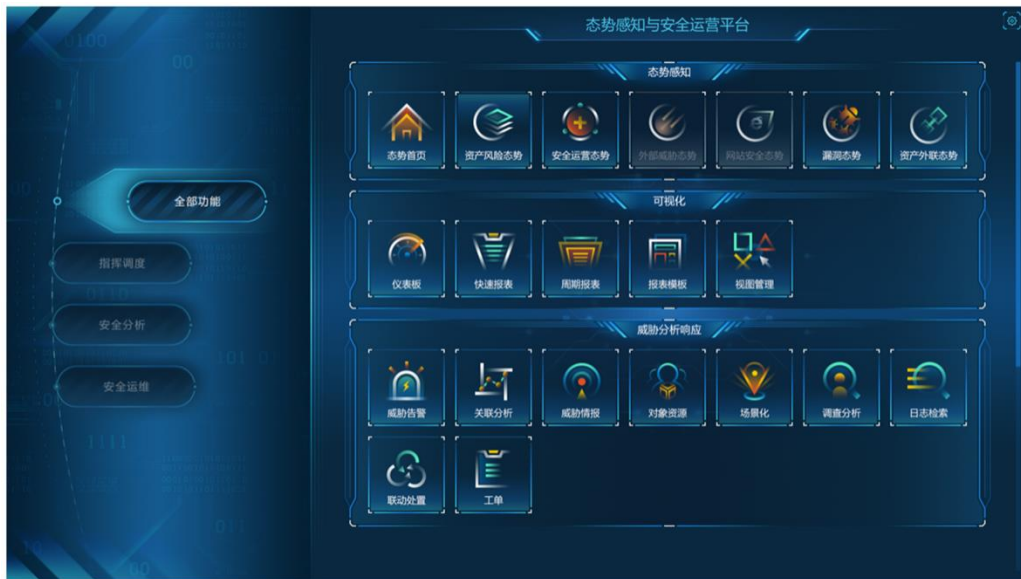 态势感知与安全运营平台
全部功能
指挥调度
安全分析
安全运维
态势感知
态势首页 资产风险态势 安全运营态势 外部威胁态势 网站安全态势 漏洞态势 资产外联态势
可视化
仪表板 快速报表 周期报表 报表模板 视图管理
威胁分析响应
威胁告警 关联分析 威胁情报 对象资源 场景化 调查分析 日志检索
联动处置 工单